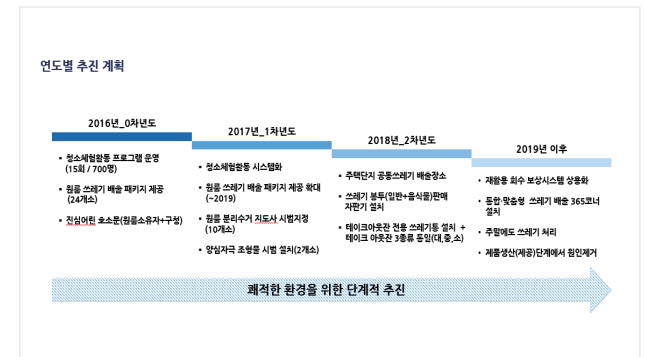 연도별 추진 계획
2016년_0차년도
▪ 청소체험활동 프로그램 운영
(15회 / 700명)
▪ 원룸 쓰레기 배출 패키지 제공
(24개소)
▪ 진심어린 호소문(원룸소유자+구청)
2017년_1차년도
▪ 청소체험활동 시스템화
▪ 원룸 쓰레기 배출 패키지 제공 확대
(~2019)
▪ 원룸 분리수거 지도사 시범지정
(10개소)
▪ 양심자극 조형물 시범 설치(2개소)
2018년_2차년도
▪ 주택단지 공동쓰레기 배출장소
▪ 쓰레기 봉투(일반+음식물)판매
자판기 설치
▪ 테이크아웃잔 전용 쓰레기통 설치 +
테이크 아웃잔 3종류 통일(대,중,소)
2019년 이후
▪ 재활용 회수 보상시스템 상용화
▪ 통합·맞춤형 쓰레기 배출 365코너
설치
▪ 주말에도 쓰레기 처리
▪ 제품생산(제공)단계에서 원인제거
쾌적한 환경을 위한 단계적 추진